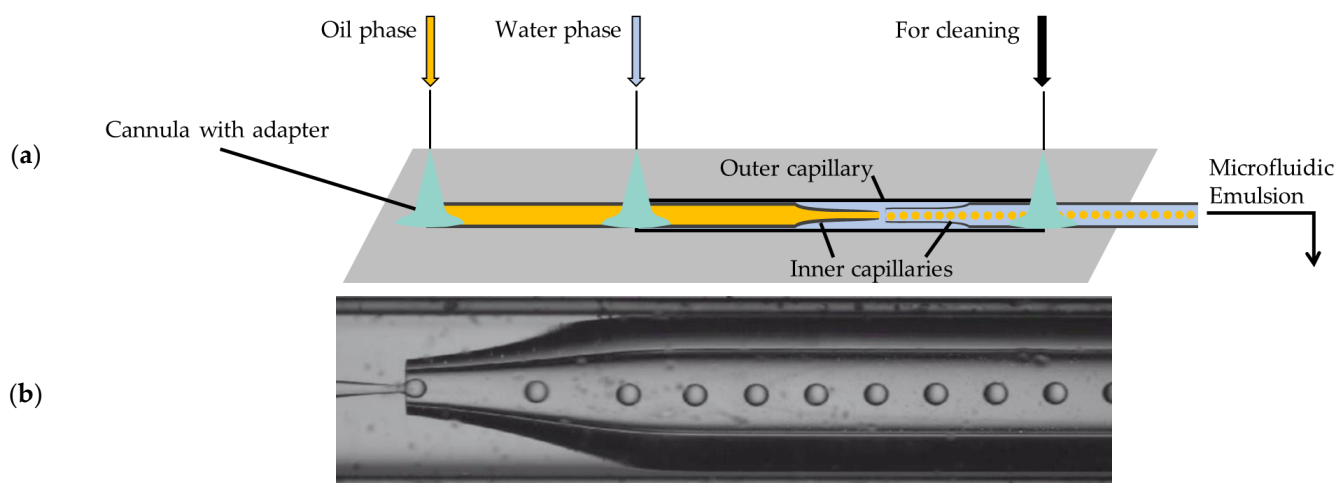 Oil phase
Water phase
For cleaning
Cannula with adapter
(a)
Outer capillary
Microfluidic
Emulsion
Inner capillaries
(b)